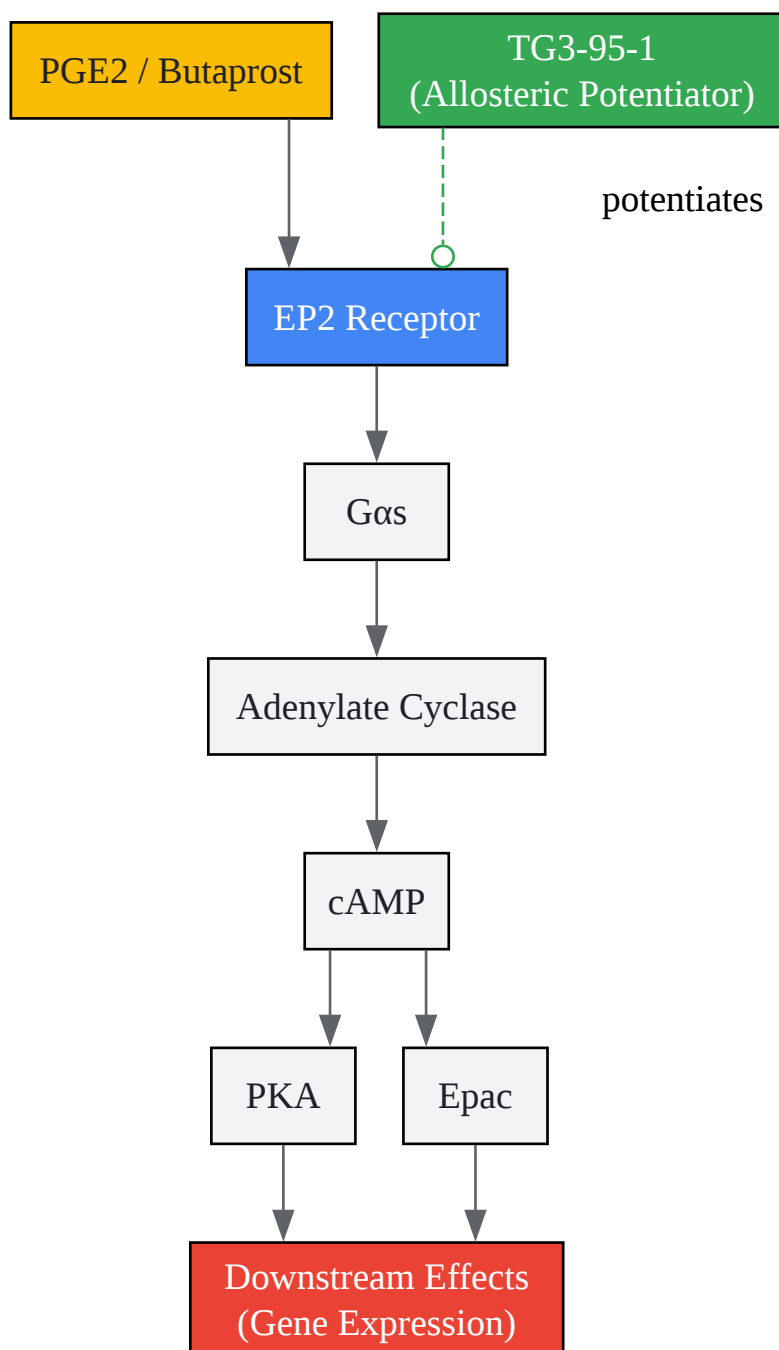 PGE2 / Butaprost
TG3-95-1
(Allosteric Potentiator)
potentiates
EP2 Receptor
Gαs
Adenylate Cyclase
cAMP
PKA
Epac
Downstream Effects
(Gene Expression)